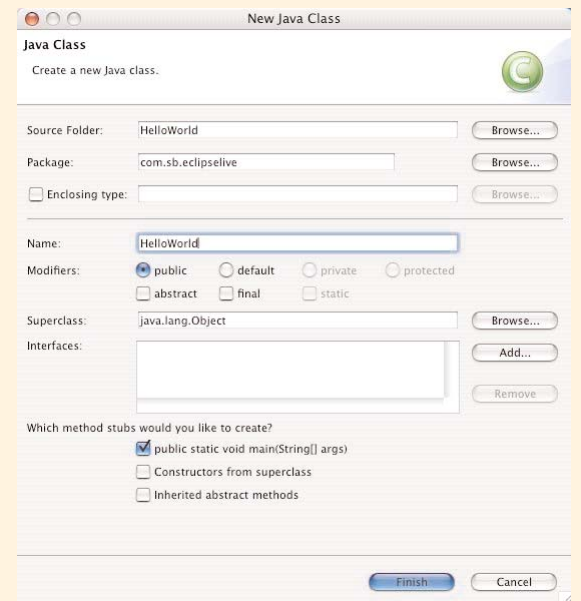 New Java Class
Java Class
Create a new Java class.
C
Source Folder: HelloWorld Browse...
Package: com.sb.eclipselive Browse...
Enclosing type: Browse...
Name: HelloWorld
Modifiers: public default private protected
abstract final static
Superclass: java.lang.Object Browse...
Interfaces: Add...
Remove
Which method stubs would you like to create?
public static void main(String[] args)
Constructors from superclass
Inherited abstract methods
Finish Cancel